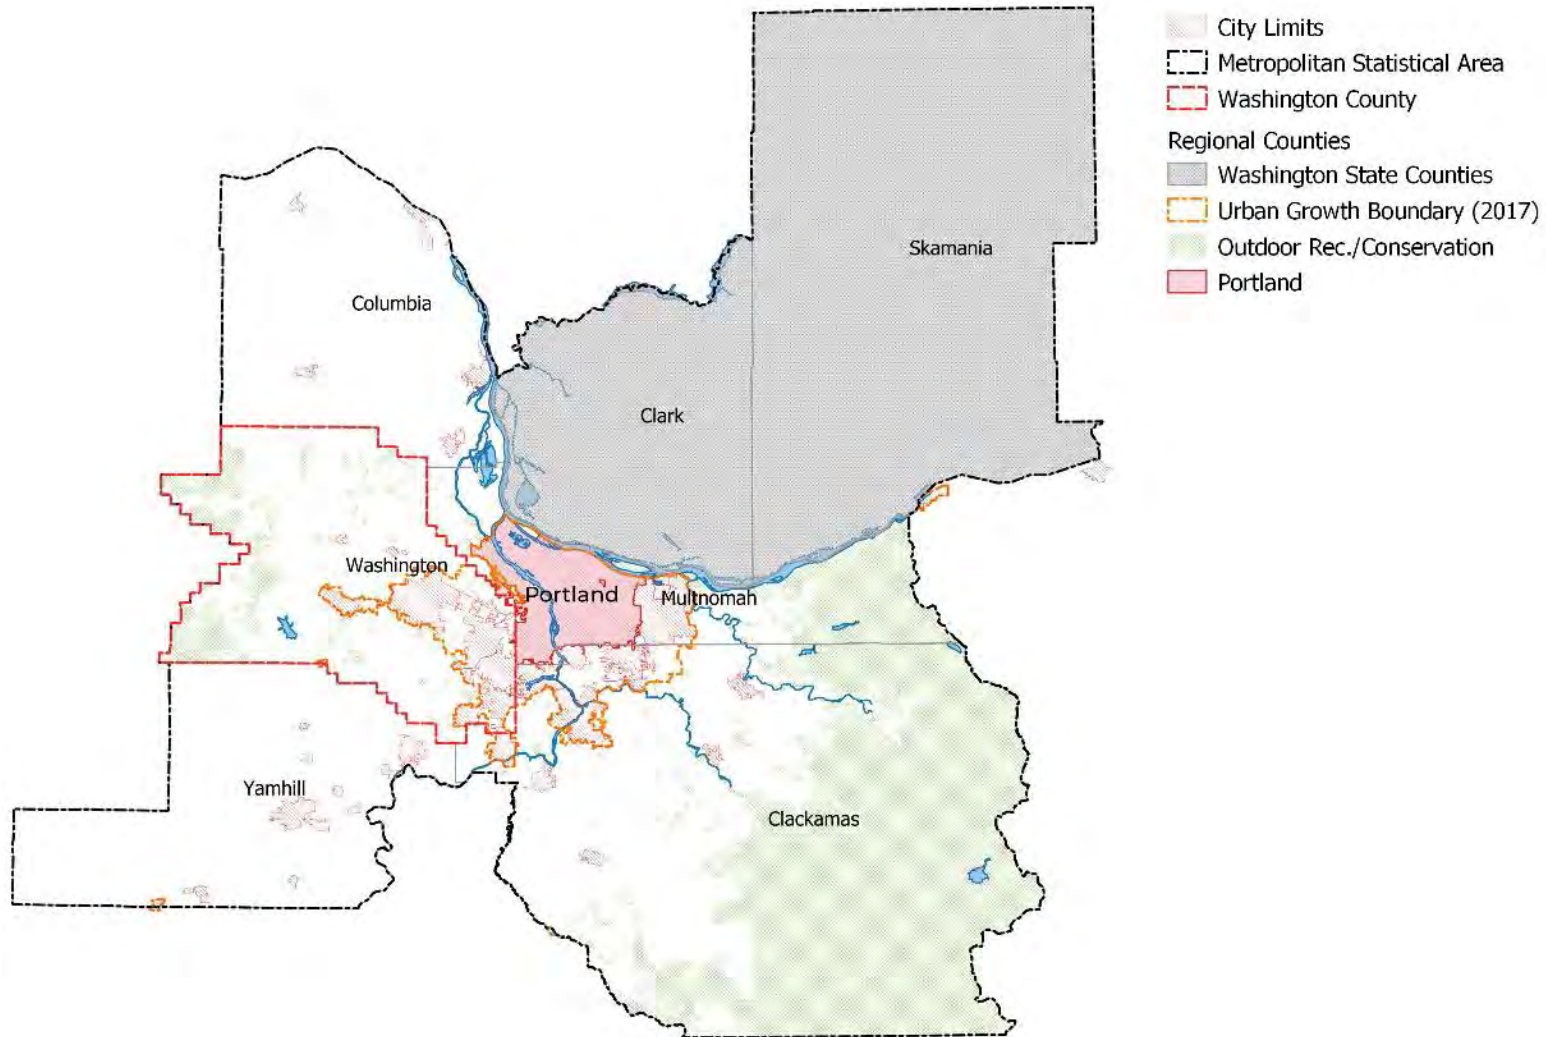 City Limits
Metropolitan Statistical Area
Washington County
Regional Counties
Washington State Counties
Urban Growth Boundary (2017)
Outdoor Rec./Conservation
Portland
Skamania
Columbia
Clark
Washington
Portland
Multnomah
Yamhill
Clackamas